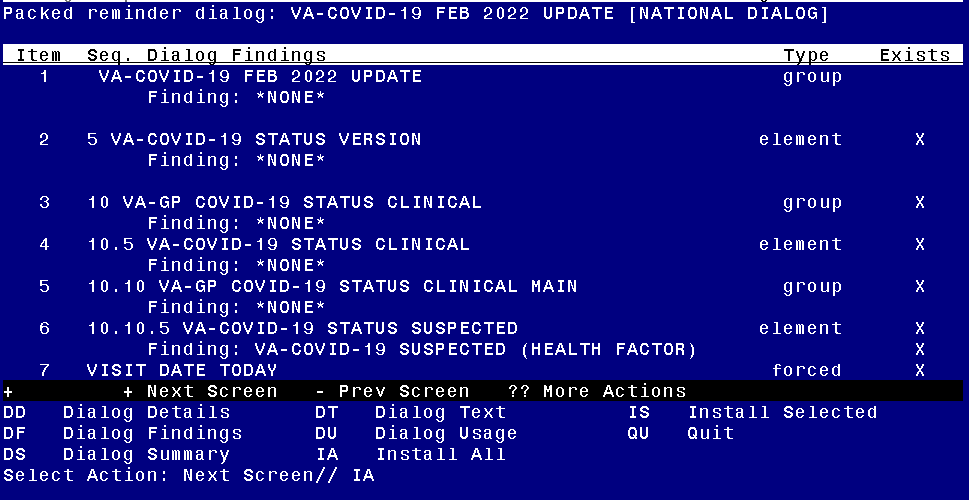 Packed reminder dialog: VA-COVID-19 FEB 2022 UPDATE [NATIONAL DIALOG]
Item Seq. Dialog Findings Type Exists
1 VA-COVID-19 FEB 2022 UPDATE group
Finding: *NONE*
2 5 VA-COVID-19 STATUS VERSION element X
Finding: *NONE*
3 10 VA-GP COVID-19 STATUS CLINICAL group X
Finding: *NONE*
4 10.5 VA-COVID-19 STATUS CLINICAL element X
Finding: *NONE*
5 10.10 VA-GP COVID-19 STATUS CLINICAL MAIN group X
Finding: *NONE*
6 10.10.5 VA-COVID-19 STATUS SUSPECTED element X
Finding: VA-COVID-19 SUSPECTED (HEALTH FACTOR) X
7 VISIT DATE TODAY forced X
+ + Next Screen - Prev Screen ?? More Actions
DD Dialog Details DT Dialog Text IS Install Selected
DF Dialog Findings DU Dialog Usage QU Quit
DS Dialog Summary IA Install All
Select Action: Next Screen// IA